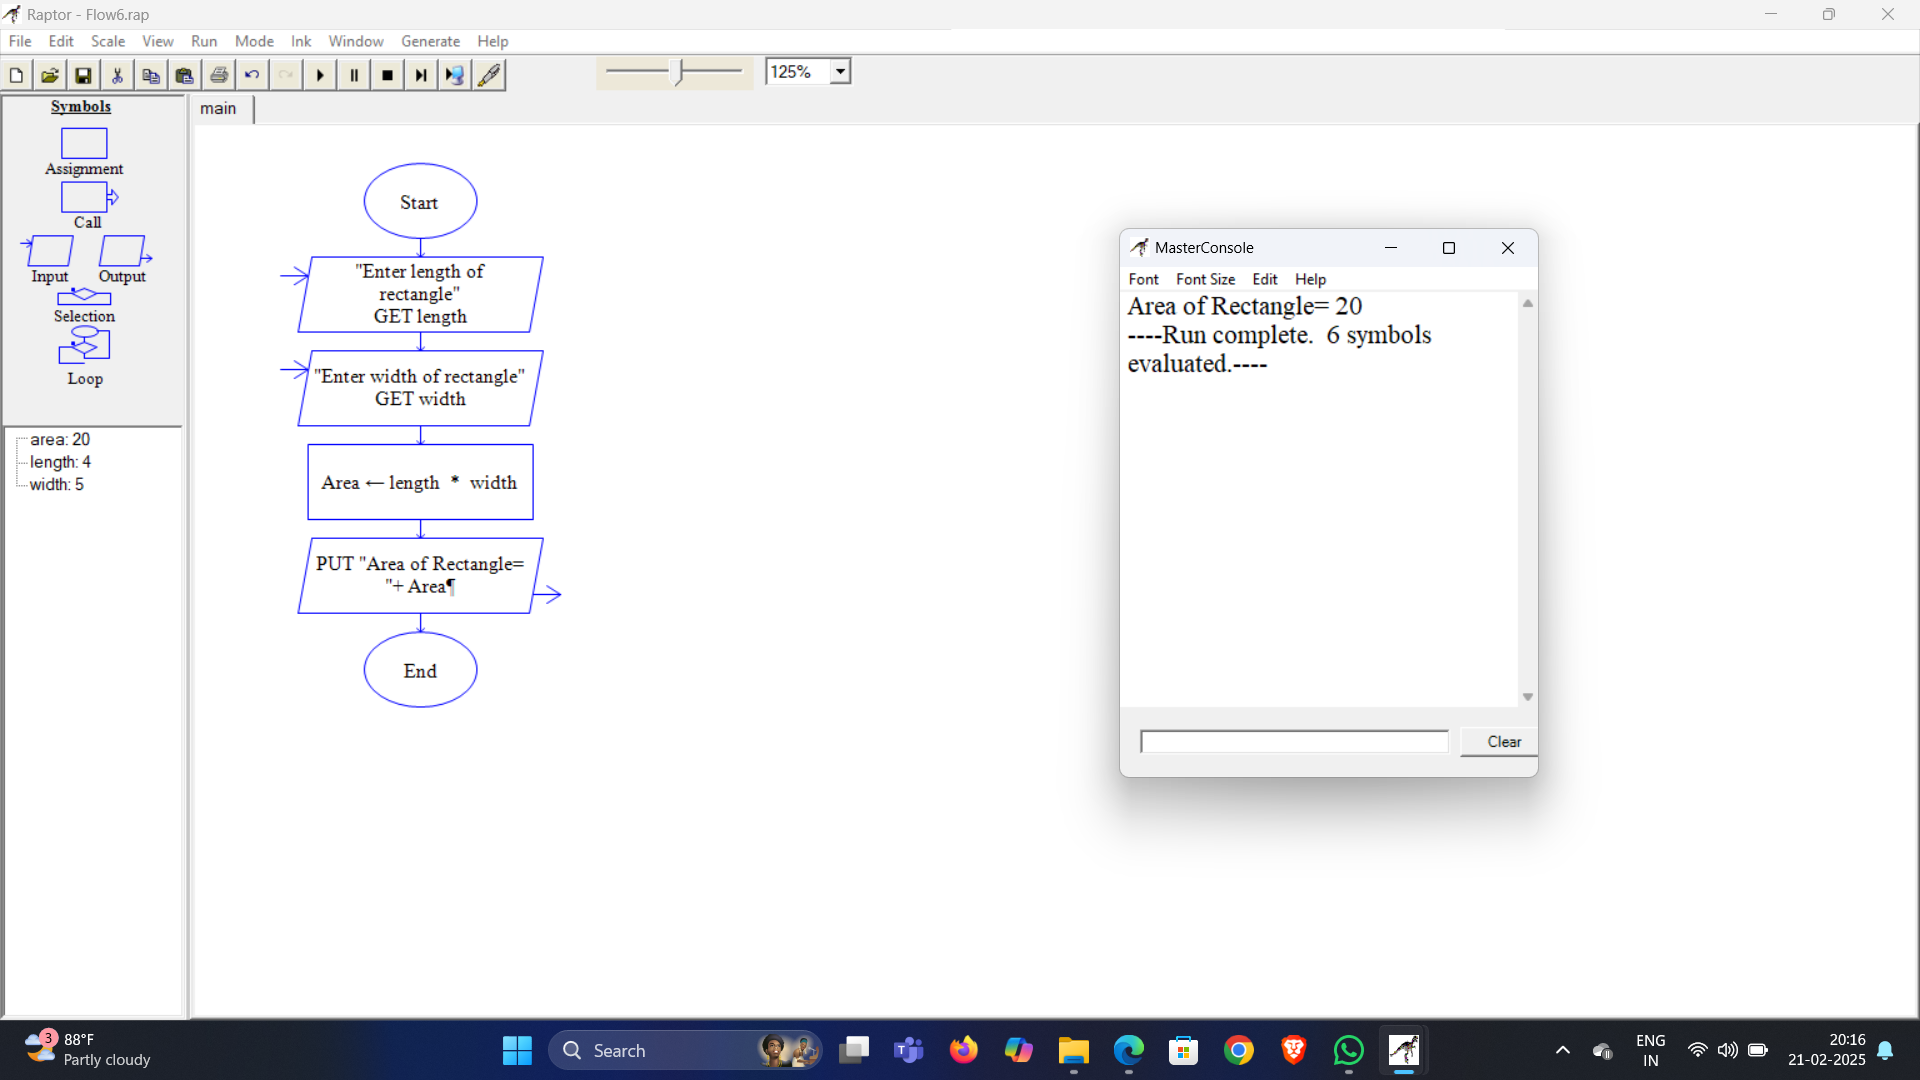 Raptor - Flow6.rap
File Edit Scale View Run Mode Ink Window Generate Help
125%
Symbols
Assignment
Call
Input Output
Selection
Loop
area: 20
length: 4
width: 5
main
Start
"Enter length of
rectangle"
GET length
"Enter width of rectangle"
GET width
Area ← length * width
PUT "Area of Rectangle=
"+ Area¶
End
MasterConsole
Font Font Size Edit Help
Area of Rectangle= 20
----Run complete.  6 symbols
evaluated.----
Clear
3
88°F
Partly cloudy
Search
ENG
IN
20:16
21-02-2025